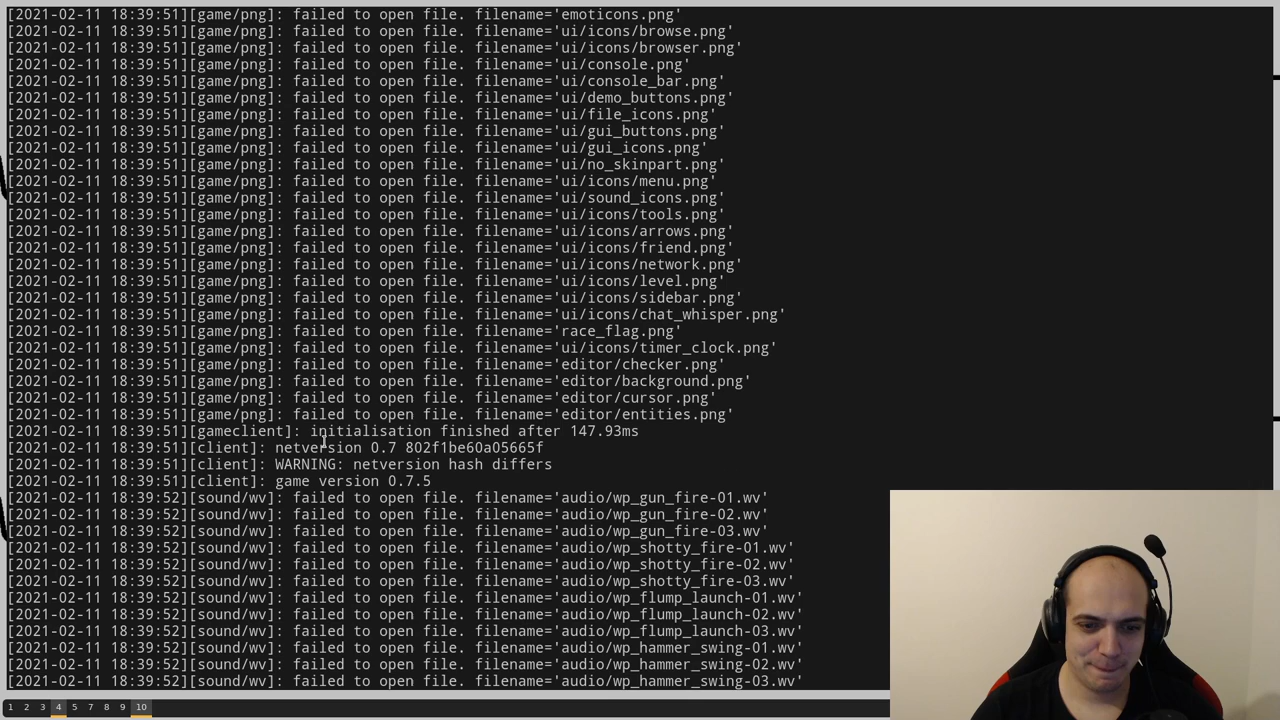 [2021-02-11 18:39:51][game/png]: failed to open file. filename='emoticons.png'
[2021-02-11 18:39:51][game/png]: failed to open file. filename='ui/icons/browse.png'
[2021-02-11 18:39:51][game/png]: failed to open file. filename='ui/icons/browser.png'
[2021-02-11 18:39:51][game/png]: failed to open file. filename='ui/console.png'
[2021-02-11 18:39:51][game/png]: failed to open file. filename='ui/console_bar.png'
[2021-02-11 18:39:51][game/png]: failed to open file. filename='ui/demo_buttons.png'
[2021-02-11 18:39:51][game/png]: failed to open file. filename='ui/file_icons.png'
[2021-02-11 18:39:51][game/png]: failed to open file. filename='ui/gui_buttons.png'
[2021-02-11 18:39:51][game/png]: failed to open file. filename='ui/gui_icons.png'
[2021-02-11 18:39:51][game/png]: failed to open file. filename='ui/no_skinpart.png'
[2021-02-11 18:39:51][game/png]: failed to open file. filename='ui/icons/menu.png'
[2021-02-11 18:39:51][game/png]: failed to open file. filename='ui/sound_icons.png'
[2021-02-11 18:39:51][game/png]: failed to open file. filename='ui/icons/tools.png'
[2021-02-11 18:39:51][game/png]: failed to open file. filename='ui/icons/arrows.png'
[2021-02-11 18:39:51][game/png]: failed to open file. filename='ui/icons/friend.png'
[2021-02-11 18:39:51][game/png]: failed to open file. filename='ui/icons/network.png'
[2021-02-11 18:39:51][game/png]: failed to open file. filename='ui/icons/level.png'
[2021-02-11 18:39:51][game/png]: failed to open file. filename='ui/icons/sidebar.png'
[2021-02-11 18:39:51][game/png]: failed to open file. filename='ui/icons/chat_whisper.png'
[2021-02-11 18:39:51][game/png]: failed to open file. filename='race_flag.png'
[2021-02-11 18:39:51][game/png]: failed to open file. filename='ui/icons/timer_clock.png'
[2021-02-11 18:39:51][game/png]: failed to open file. filename='editor/checker.png'
[2021-02-11 18:39:51][game/png]: failed to open file. filename='editor/background.png'
[2021-02-11 18:39:51][game/png]: failed to open file. filename='editor/cursor.png'
[2021-02-11 18:39:51][game/png]: failed to open file. filename='editor/entities.png'
[2021-02-11 18:39:51][gameclient]: initialisation finished after 147.93ms
[2021-02-11 18:39:51][client]: netversion 0.7 802f1be60a05665f
[2021-02-11 18:39:51][client]: WARNING: netversion hash differs
[2021-02-11 18:39:51][client]: game version 0.7.5
[2021-02-11 18:39:52][sound/wv]: failed to open file. filename='audio/wp_gun_fire-01.wv'
[2021-02-11 18:39:52][sound/wv]: failed to open file. filename='audio/wp_gun_fire-02.wv'
[2021-02-11 18:39:52][sound/wv]: failed to open file. filename='audio/wp_gun_fire-03.wv'
[2021-02-11 18:39:52][sound/wv]: failed to open file. filename='audio/wp_shotty_fire-01.wv'
[2021-02-11 18:39:52][sound/wv]: failed to open file. filename='audio/wp_shotty_fire-02.wv'
[2021-02-11 18:39:52][sound/wv]: failed to open file. filename='audio/wp_shotty_fire-03.wv'
[2021-02-11 18:39:52][sound/wv]: failed to open file. filename='audio/wp_flump_launch-01.wv'
[2021-02-11 18:39:52][sound/wv]: failed to open file. filename='audio/wp_flump_launch-02.wv'
[2021-02-11 18:39:52][sound/wv]: failed to open file. filename='audio/wp_flump_launch-03.wv'
[2021-02-11 18:39:52][sound/wv]: failed to open file. filename='audio/wp_hammer_swing-01.wv'
[2021-02-11 18:39:52][sound/wv]: failed to open file. filename='audio/wp_hammer_swing-02.wv'
[2021-02-11 18:39:52][sound/wv]: failed to open file. filename='audio/wp_hammer_swing-03.wv'
1 2 3 4 5 6 7 8 9 10